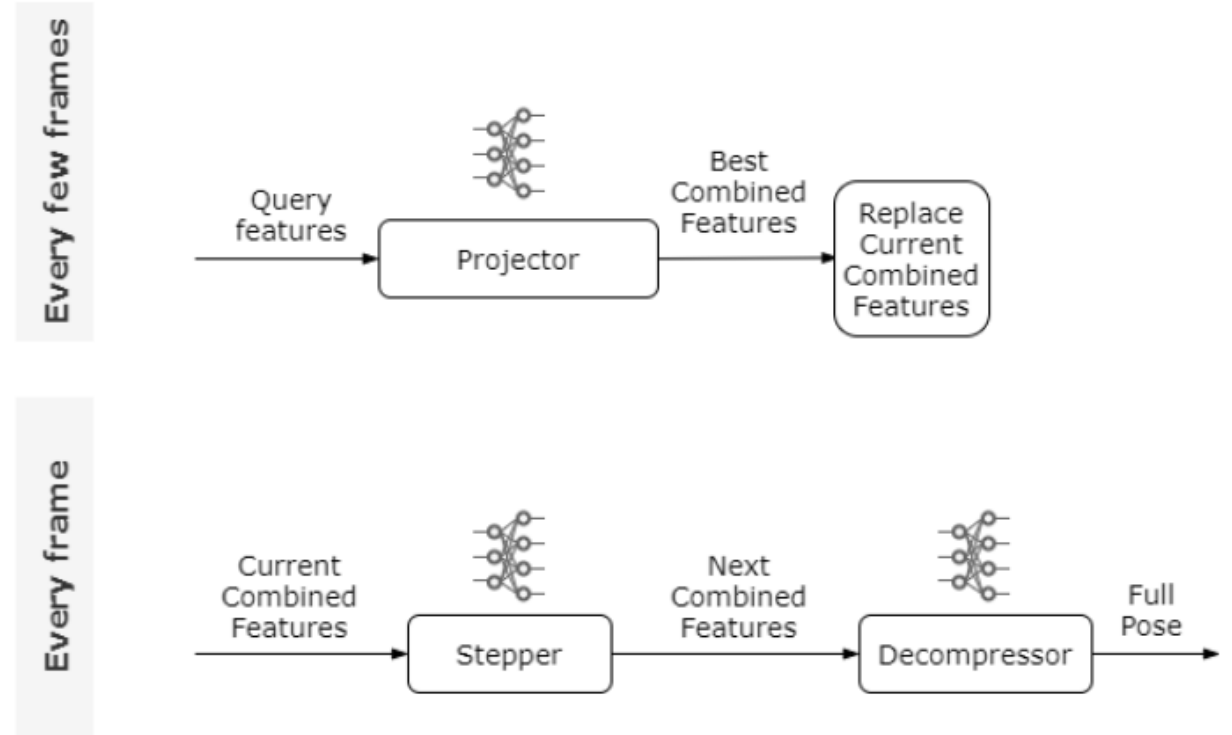 Every few frames
Query
features
Projector
Best
Combined
Features
Replace
Current
Combined
Features
Every frame
Current
Combined
Features
Stepper
Next
Combined
Features
Decompressor
Full
Pose